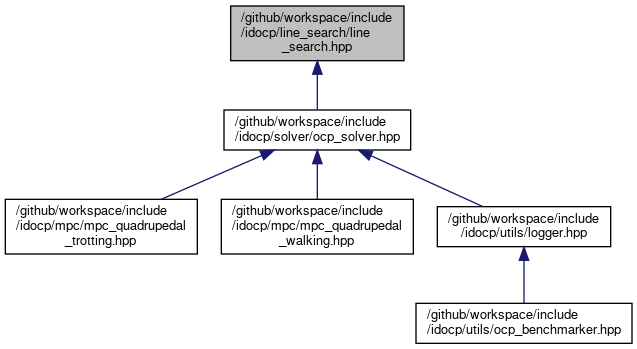 /github/workspace/include
/idocp/line_search/line
_search.hpp
/github/workspace/include
/idocp/solver/ocp_solver.hpp
/github/workspace/include
/idocp/mpc/mpc_quadrupedal
_trotting.hpp
/github/workspace/include
/idocp/mpc/mpc_quadrupedal
_walking.hpp
/github/workspace/include
/idocp/utils/logger.hpp
/github/workspace/include
/idocp/utils/ocp_benchmarker.hpp